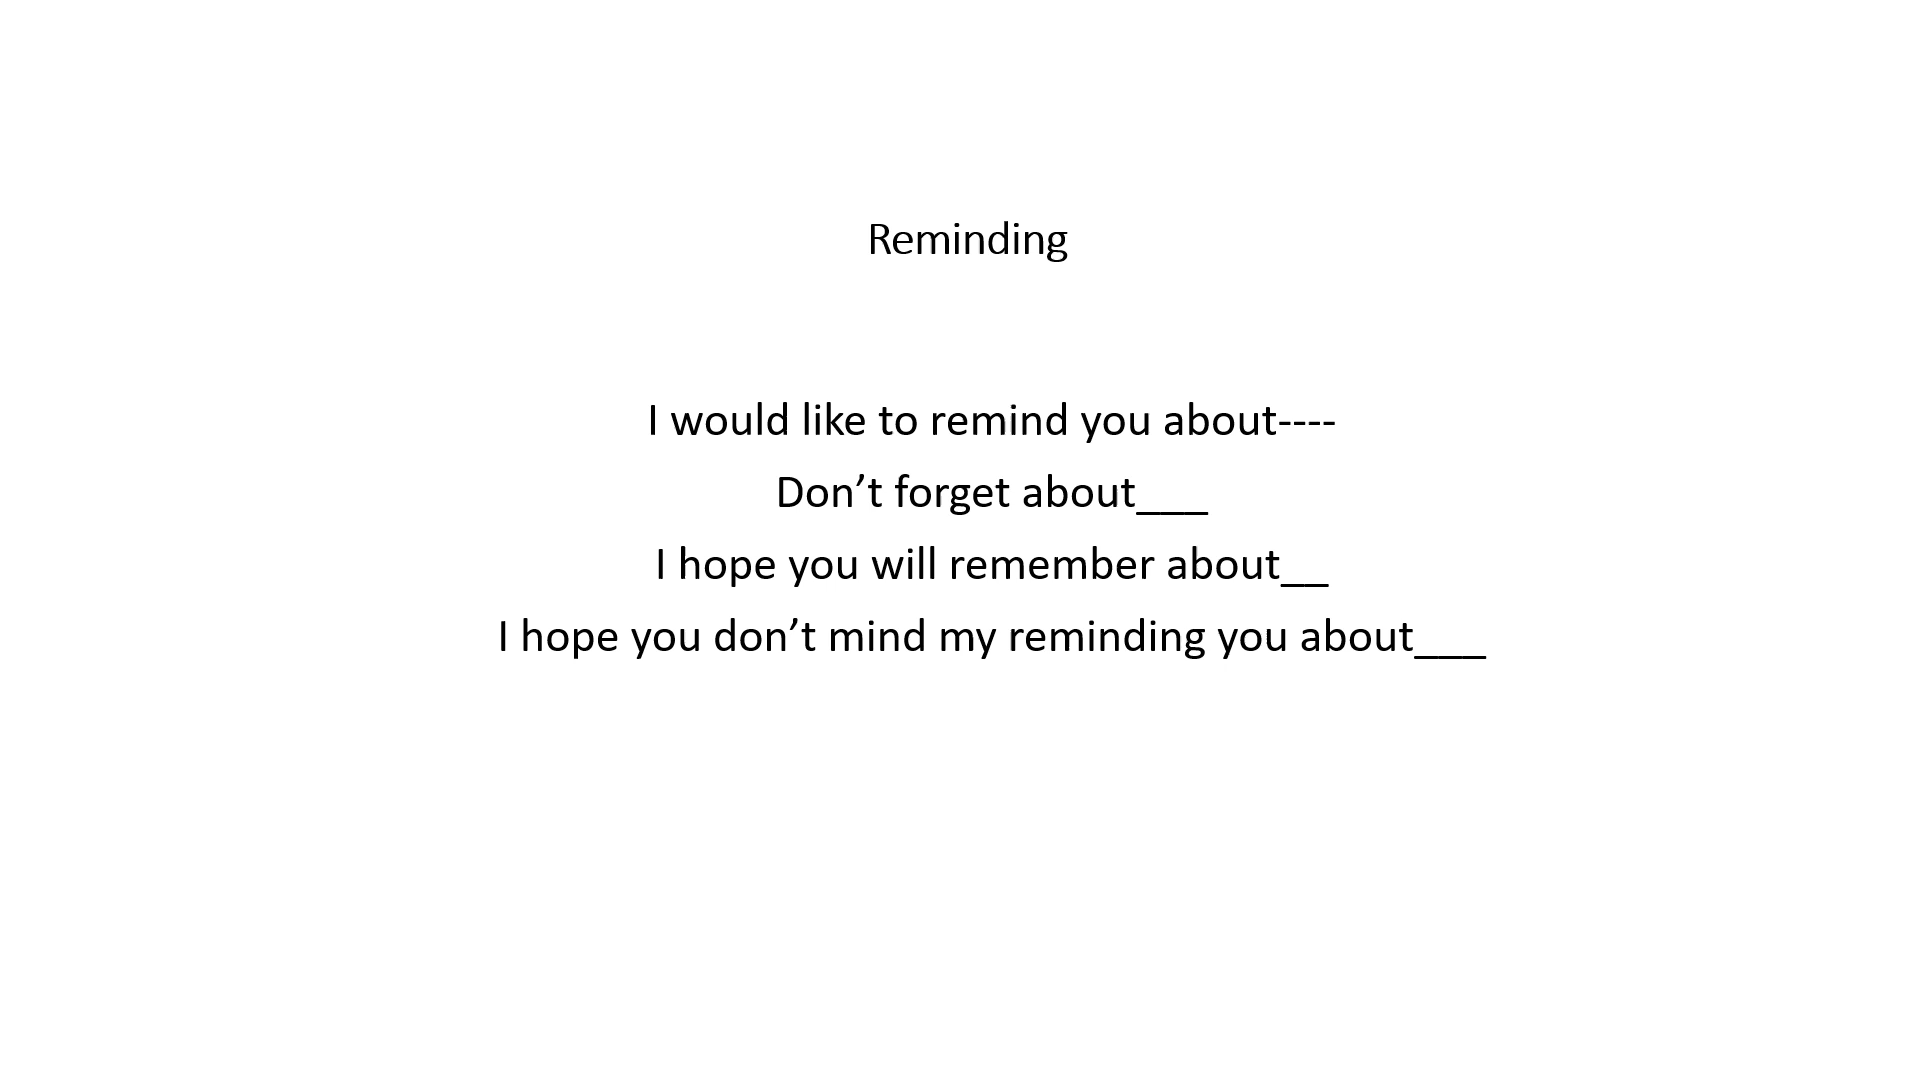 Reminding
I would like to remind you about----
Don’t forget about___
I hope you will remember about__
I hope you don’t mind my reminding you about___